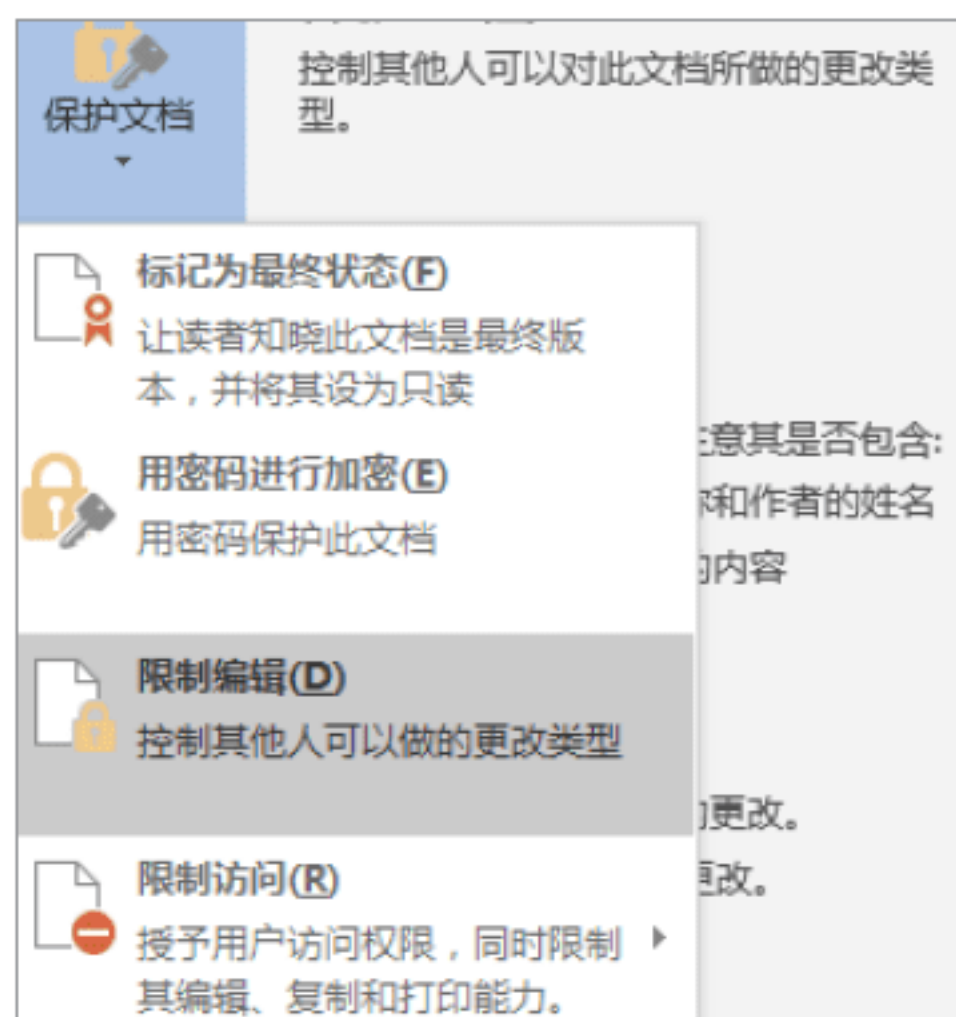 控制其他人可以对此文档所做的更改类
型。
保护文档
标记为最终状态(F)
让读者知晓此文档是最终版
本，并将其设为只读
意其是否包含:
用密码进行加密(E)
和作者的姓名
用密码保护此文档
内容
限制编辑(D)
控制其他人可以做的更改类型
更改。
更改。
限制访问(R)
授予用户访问权限，同时限制
其编辑、复制和打印能力。